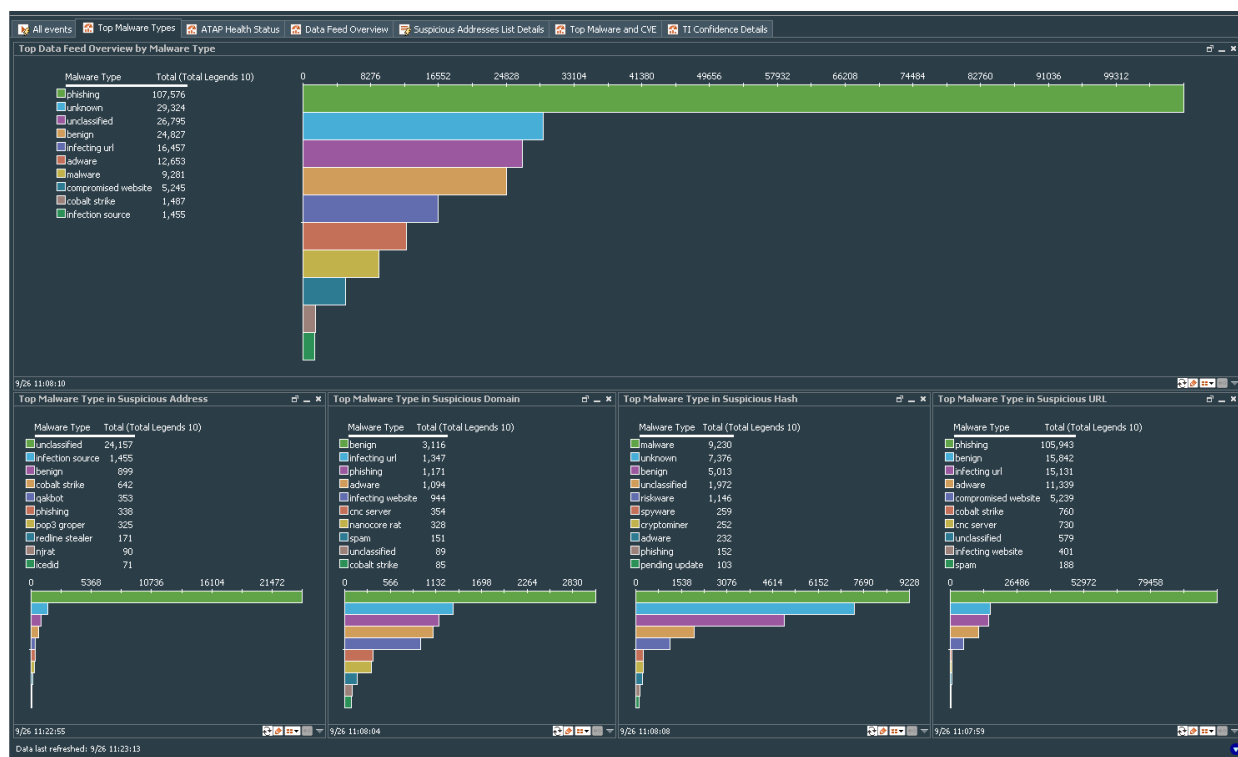 All events Top Malware Types ATAP Health Status Data Feed Overview Suspicious Addresses List Details Top Malware and CVE TI Confidence Details
Top Data Feed Overview by Malware Type
Malware Type Total (Total Legends 10)
phishing 107,576
unknown 29,324
unclassified 26,795
benign 24,827
infecting url 16,457
adware 12,653
malware 9,281
compromised website 5,245
cobalt strike 1,487
infection source 1,455
0 8276 16552 24828 33104 41380 49656 57932 66208 74484 82760 91036 99312
9/26 11:08:10
Top Malware Type in Suspicious Address
Malware Type Total (Total Legends 10)
unclassified 24,157
infection source 1,455
benign 899
cobalt strike 642
qakbot 353
phishing 338
pop3 groper 325
redline stealer 171
njrat 90
icedid 71
0 5368 10736 16104 21472
9/26 11:22:55
Top Malware Type in Suspicious Domain
Malware Type Total (Total Legends 10)
benign 3,116
infecting url 1,347
phishing 1,171
adware 1,094
infecting website 944
cnc server 354
nanocore rat 328
spam 151
unclassified 89
cobalt strike 85
0 566 1132 1698 2264 2830
9/26 11:08:04
Top Malware Type in Suspicious Hash
Malware Type Total (Total Legends 10)
malware 9,230
unknown 7,376
benign 5,013
unclassified 1,972
riskware 1,146
spyware 259
cryptominer 252
adware 232
phishing 152
pending update 103
0 1538 3076 4614 6152 7690 9228
9/26 11:08:08
Top Malware Type in Suspicious URL
Malware Type Total (Total Legends 10)
phishing 105,943
benign 15,842
infecting url 15,131
adware 11,339
compromised website 5,239
cobalt strike 760
cnc server 730
unclassified 579
infecting website 401
spam 188
0 26486 52972 79458
9/26 11:07:59
Data last refreshed: 9/26 11:23:13